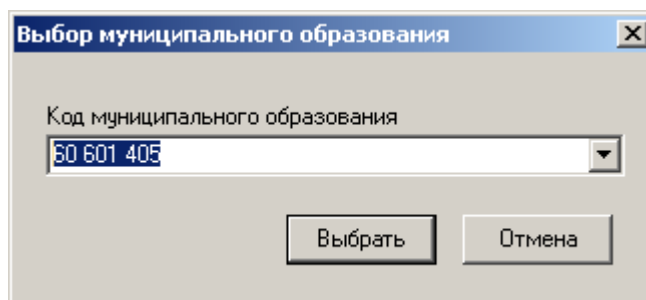 Выбор муниципального образования
Код муниципального образования
60 601 405
Выбрать Отмена